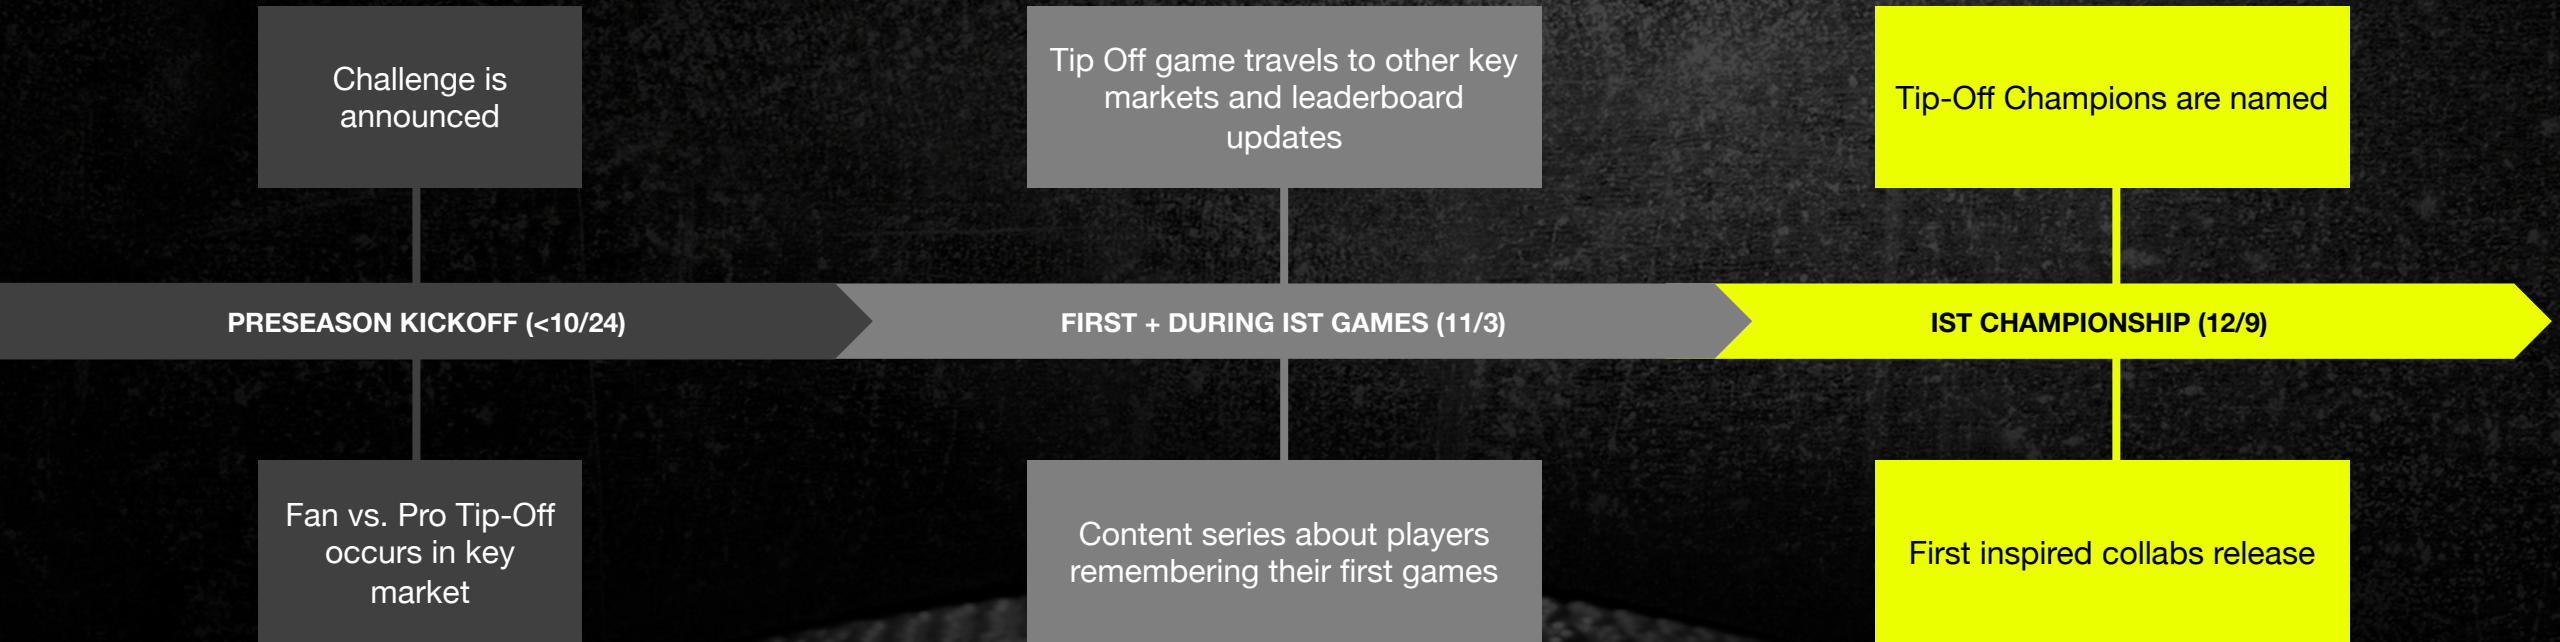 Challenge is
announced
Tip Off game travels to other key
markets and leaderboard
updates
Tip-Off Champions are named
PRESEASON KICKOFF (<10/24)
FIRST + DURING IST GAMES (11/3)
IST CHAMPIONSHIP (12/9)
Fan vs. Pro Tip-Off
occurs in key
market
Content series about players
remembering their first games
First inspired collabs release